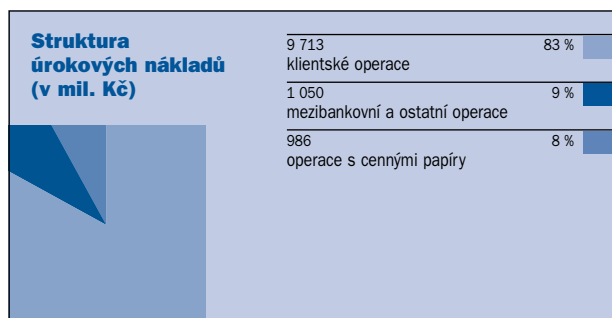 Struktura
úrokových nákladů
(v mil. Kč)
9 713 83 %
klientské operace
1 050 9 %
mezibankovní a ostatní operace
986 8 %
operace s cennými papíry